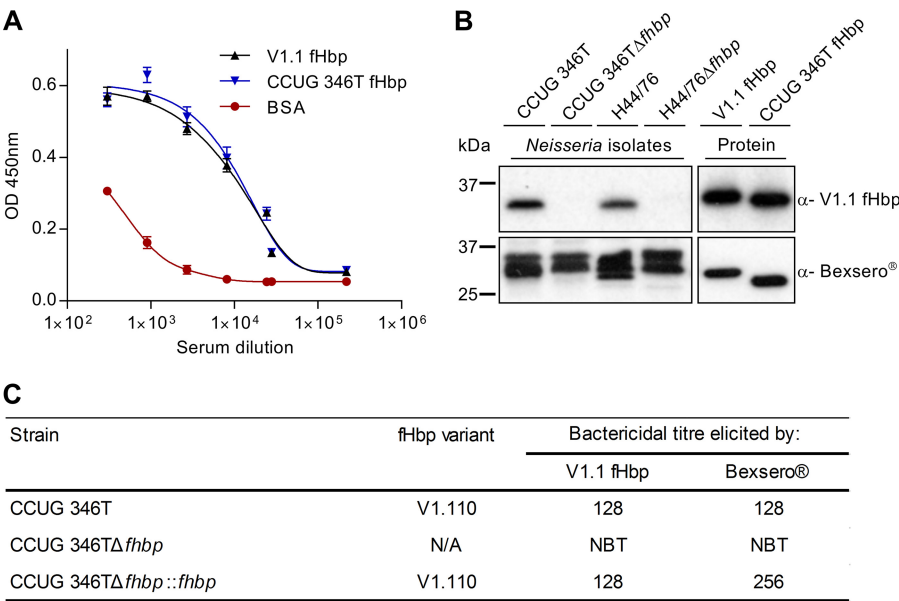 A
OD 450nm
0.6
0.4
0.2
0.0
1×10²
1×10³
1×10⁴
1×10⁵
1×10⁶
Serum dilution
V1.1 fHbp
CCUG 346T fHbp
BSA
B
CCUG 346T
CCUG 346TΔfhbp
H44/76
H44/76Δfhbp
V1.1 fHbp
CCUG 346T fHbp
kDa
Neisseria isolates
Protein
37
α- V1.1 fHbp
37
25
α- Bexsero®
C
Strain fHbp variant Bactericidal titre elicited by:
V1.1 fHbp Bexsero®
CCUG 346T V1.110 128 128
CCUG 346TΔfhbp N/A NBT NBT
CCUG 346TΔfhbp::fhbp V1.110 128 256